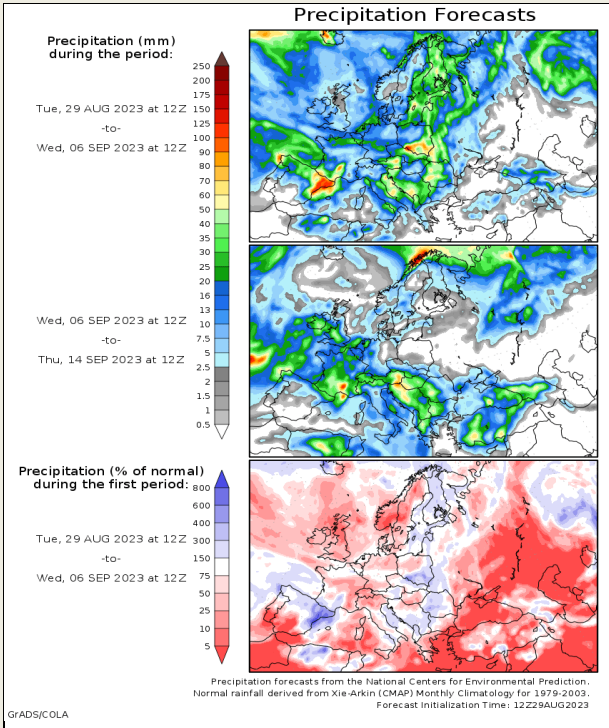 Precipitation Forecasts
Precipitation (mm)
during the period:
Tue, 29 AUG 2023 at 12Z
-to-
Wed, 06 SEP 2023 at 12Z
250
200
175
150
125
100
90
80
70
60
50
40
35
30
25
20
16
13
10
7.5
5
2.5
2
1.5
1
0.5
Wed, 06 SEP 2023 at 12Z
-to-
Thu, 14 SEP 2023 at 12Z
Precipitation (% of normal)
during the first period:
Tue, 29 AUG 2023 at 12Z
-to-
Wed, 06 SEP 2023 at 12Z
800
600
400
300
150
75
50
25
10
5
Precipitation forecasts from the National Centers for Environmental Prediction.
Normal rainfall derived from Xie-Arkin (CMAP) Monthly Climatology for 1979-2003.
Forecast Initialization Time: 12Z29AUG2023
GrADS/COLA